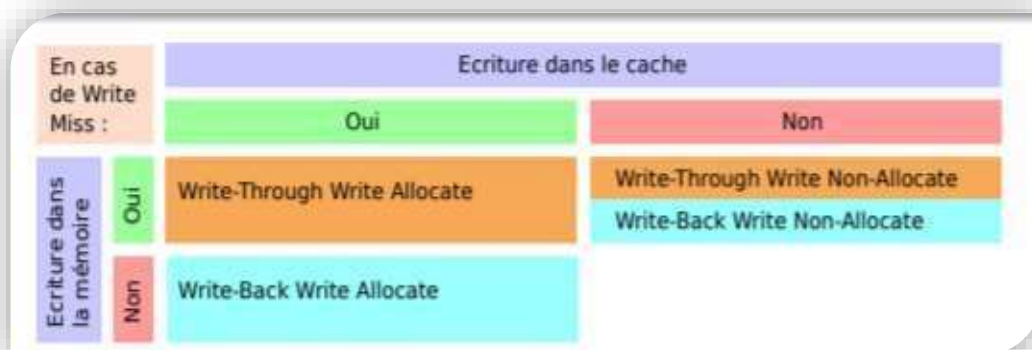 En cas
de Write
Miss :
Ecriture dans le cache
Oui
Non
Ecriture dans
la mémoire
Oui
Write-Through Write Allocate
Write-Through Write Non-Allocate
Write-Back Write Non-Allocate
Non
Write-Back Write Allocate